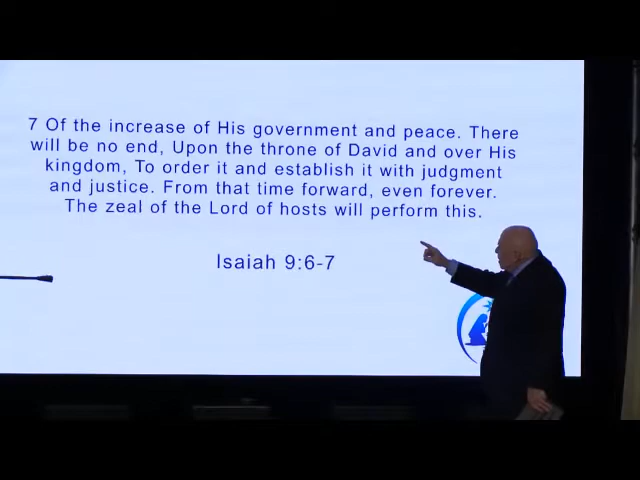 7 Of the increase of His government and peace. There
will be no end, Upon the throne of David and over His
kingdom, To order it and establish it with judgment
and justice. From that time forward, even forever.
The zeal of the Lord of hosts will perform this.
Isaiah 9:6-7